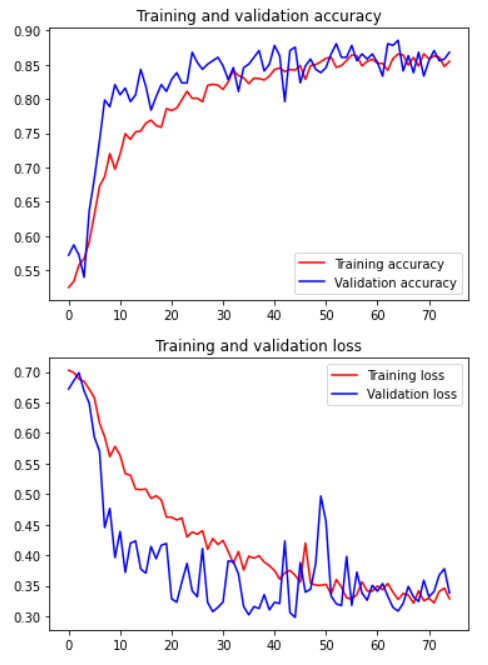 Training and validation accuracy
0.90
0.85
0.80
0.75
0.70
0.65
0.60
0.55
Training accuracy
Validation accuracy
0 10 20 30 40 50 60 70
Training and validation loss
0.70
0.65
0.60
0.55
0.50
0.45
0.40
0.35
0.30
Training loss
Validation loss
0 10 20 30 40 50 60 70